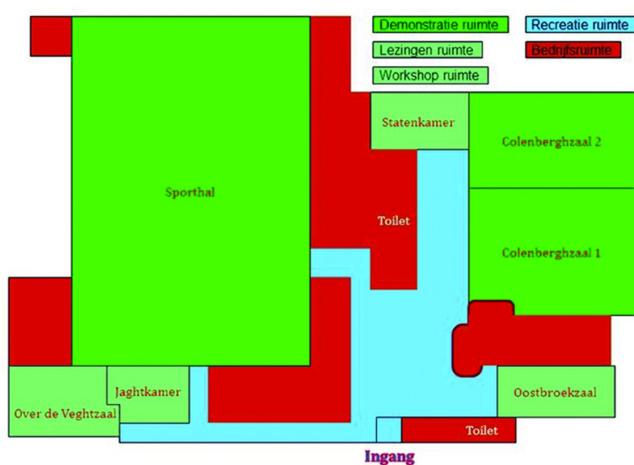 Demonstratie ruimte
Recreatie ruimte
Lezingen ruimte
Bedrijfsruimte
Workshop ruimte
Statenkamer
Colenberghzaal 2
Sporthal
Toilet
Colenberghzaal 1
Jaghtkamer
Oostbroekzaal
Over de Veghtzaal
Toilet
Ingang